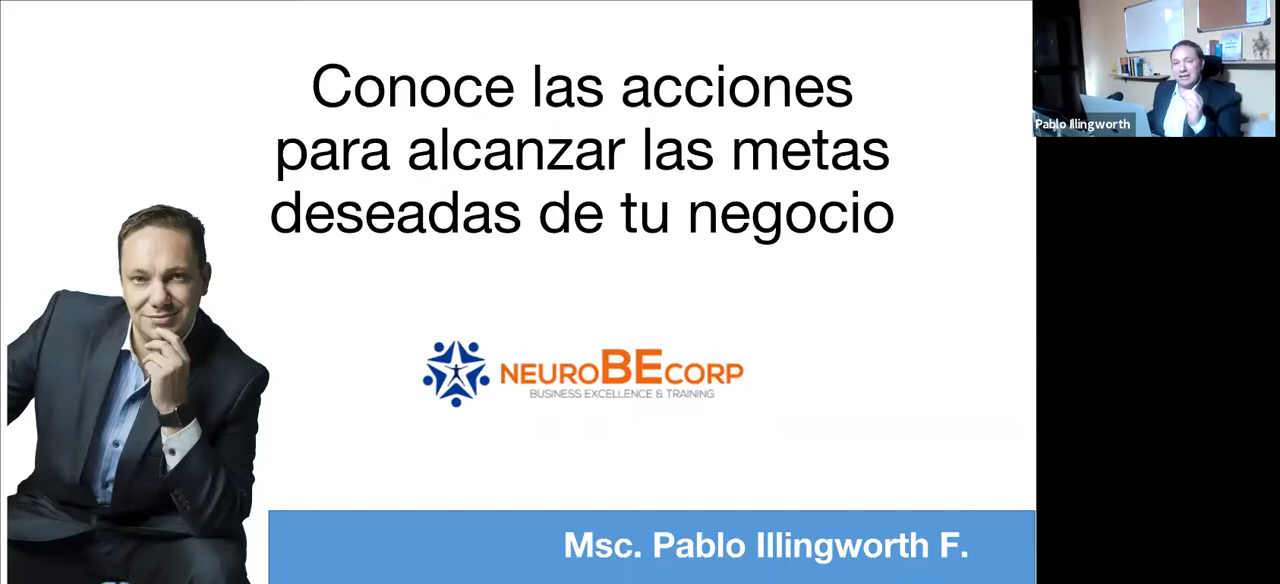 Conoce las acciones
para alcanzar las metas
deseadas de tu negocio
NEUROBECORP
BUSINESS EXCELLENCE & TRAINING
Msc. Pablo Illingworth F.
Pablo Illingworth